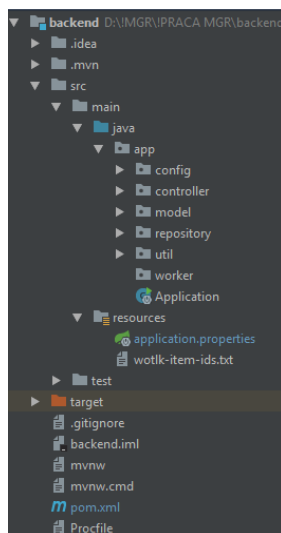 backend D:\!MGR\!PRACA MGR\backend
.idea
.mvn
src
main
java
app
config
controller
model
repository
util
worker
Application
resources
application.properties
wotlk-item-ids.txt
test
target
.gitignore
backend.iml
mvnw
mvnw.cmd
pom.xml
Procfile